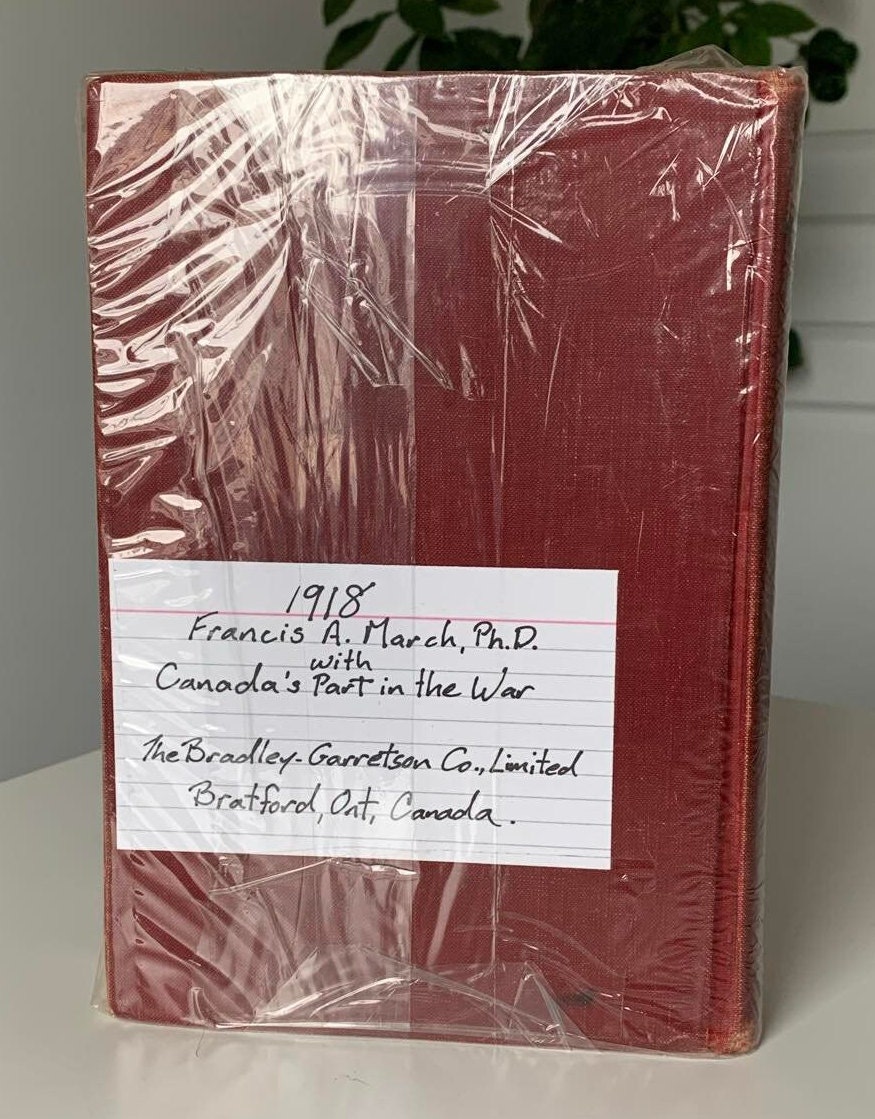 1918
Francis A. March, Ph.D.
with
Canada's Part in the War
The Bradley-Garretson Co., Limited
Bratford, Ont, Canada.